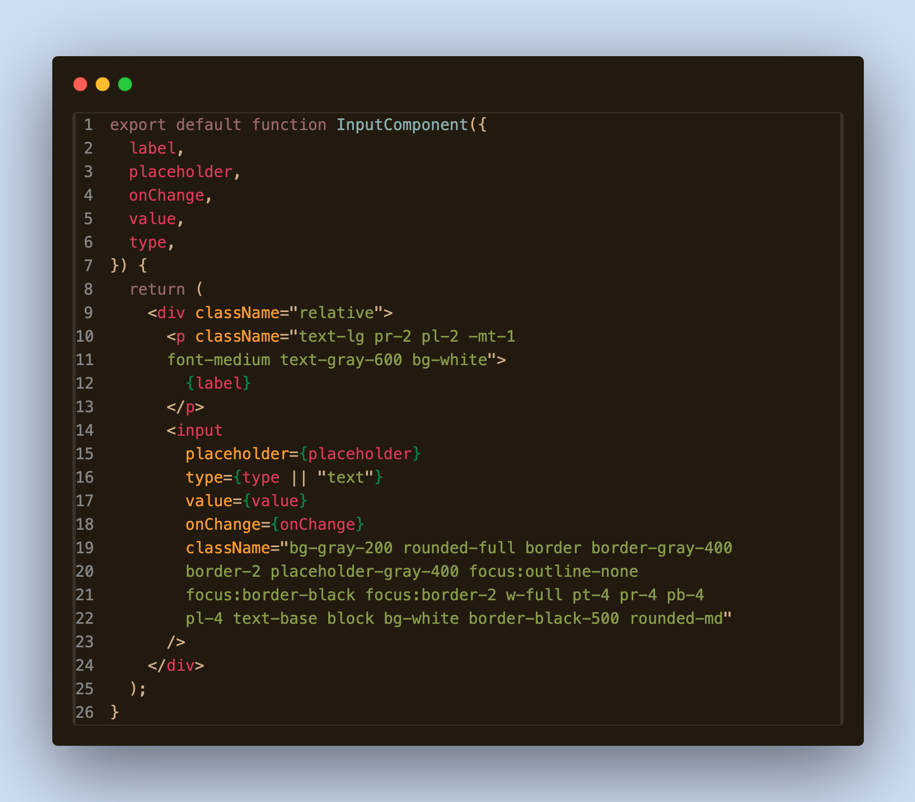 1 export default function InputComponent({
2   label,
3   placeholder,
4   onChange,
5   value,
6   type,
7 }) {
8   return (
9     <div className="relative">
10       <p className="text-lg pr-2 pl-2 -mt-1
11       font-medium text-gray-600 bg-white">
12         {label}
13       </p>
14       <input
15         placeholder={placeholder}
16         type={type || "text"}
17         value={value}
18         onChange={onChange}
19         className="bg-gray-200 rounded-full border border-gray-400
20         border-2 placeholder-gray-400 focus:outline-none
21         focus:border-black focus:border-2 w-full pt-4 pr-4 pb-4
22         pl-4 text-base block bg-white border-black-500 rounded-md"
23       />
24     </div>
25   );
26 }